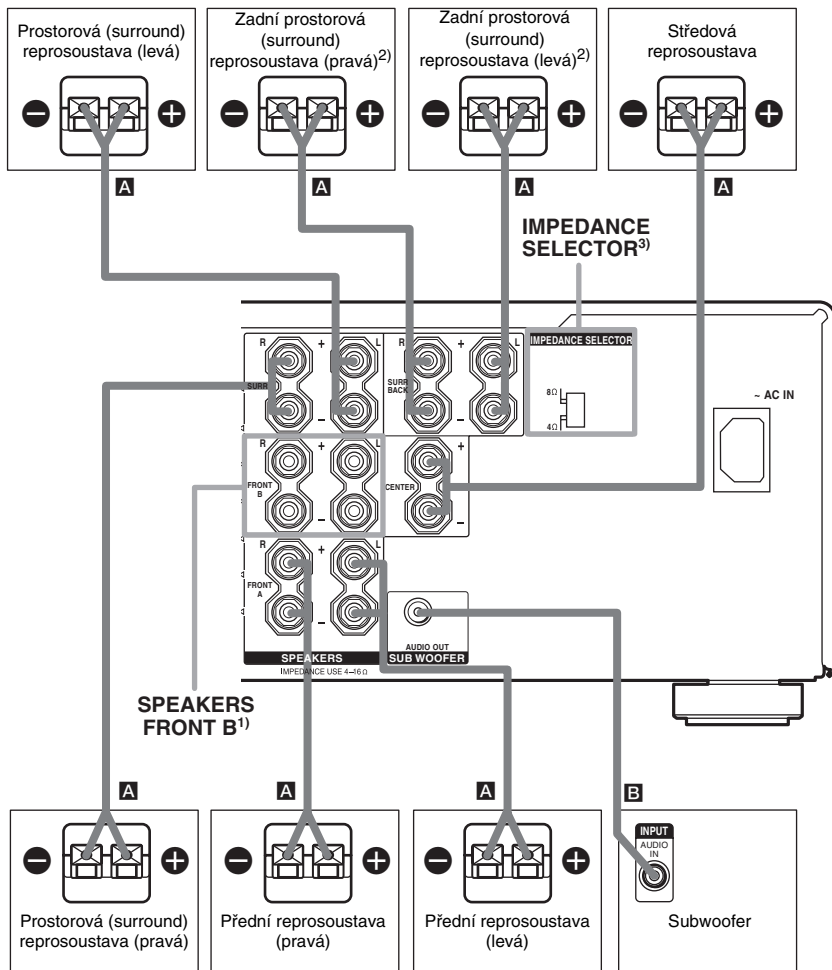 Prostorová (surround)
reprosoustava (levá)
Zadní prostorová
(surround)
reprosoustava (pravá)2)
Zadní prostorová
(surround)
reprosoustava (levá)2)
Středová
reprosoustava
A
A
A
A
IMPEDANCE
SELECTOR3)
R
+
L
SURR
–
R
+
L
SURR
BACK
–
IMPEDANCE SELECTOR
8Ω
4Ω
~ AC IN
R
+
L
FRONT
B
–
CENTER
+
–
R
+
L
FRONT
A
–
AUDIO OUT
SPEAKERS
SUB WOOFER
IMPEDANCE USE 4–16Ω
SPEAKERS
FRONT B1)
A
A
A
B
INPUT
AUDIO
IN
Prostorová (surround)
reprosoustava (pravá)
Přední reprosoustava
(pravá)
Přední reprosoustava
(levá)
Subwoofer